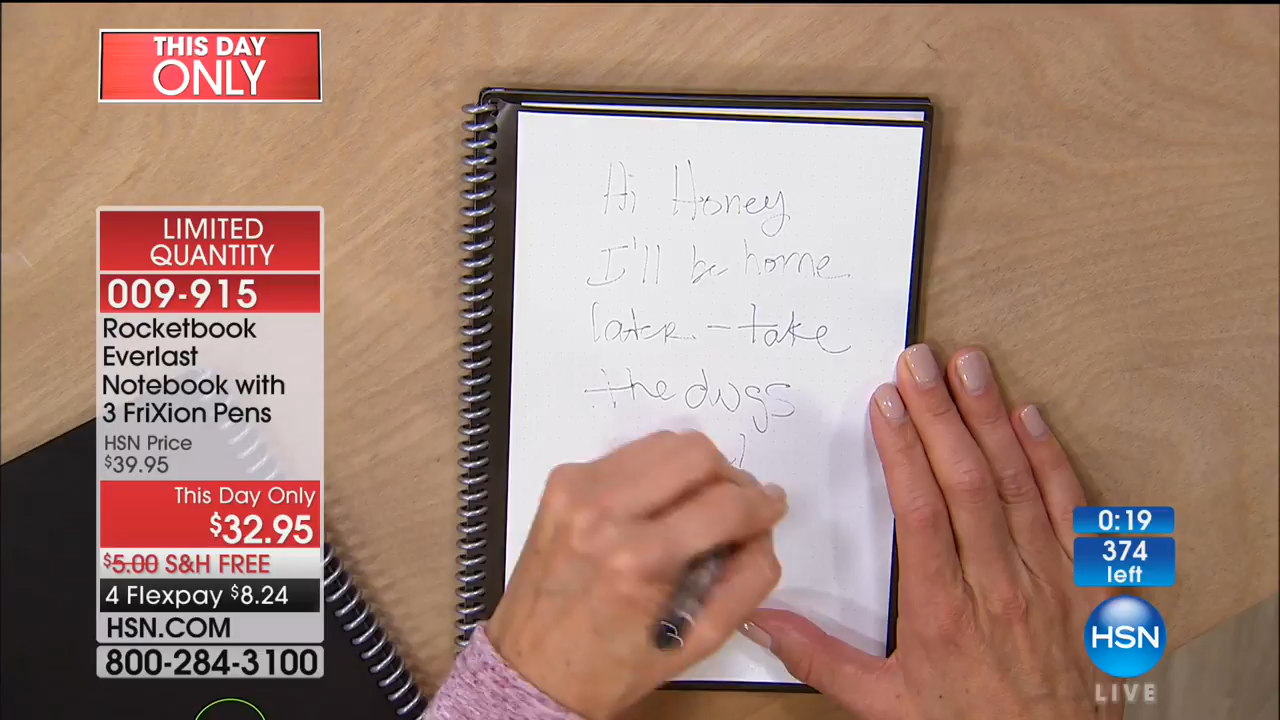 THIS DAY
ONLY
LIMITED
QUANTITY
009-915
Rocketbook
Everlast
Notebook with
3 FriXion Pens
HSN Price
$39.95
This Day Only
$32.95
$5.00 S&H FREE
4 Flexpay $8.24
HSN.COM
800-284-3100
Hi Honey
I'll be home
later - take
the dogs
0:19
374
left
HSN
LIVE